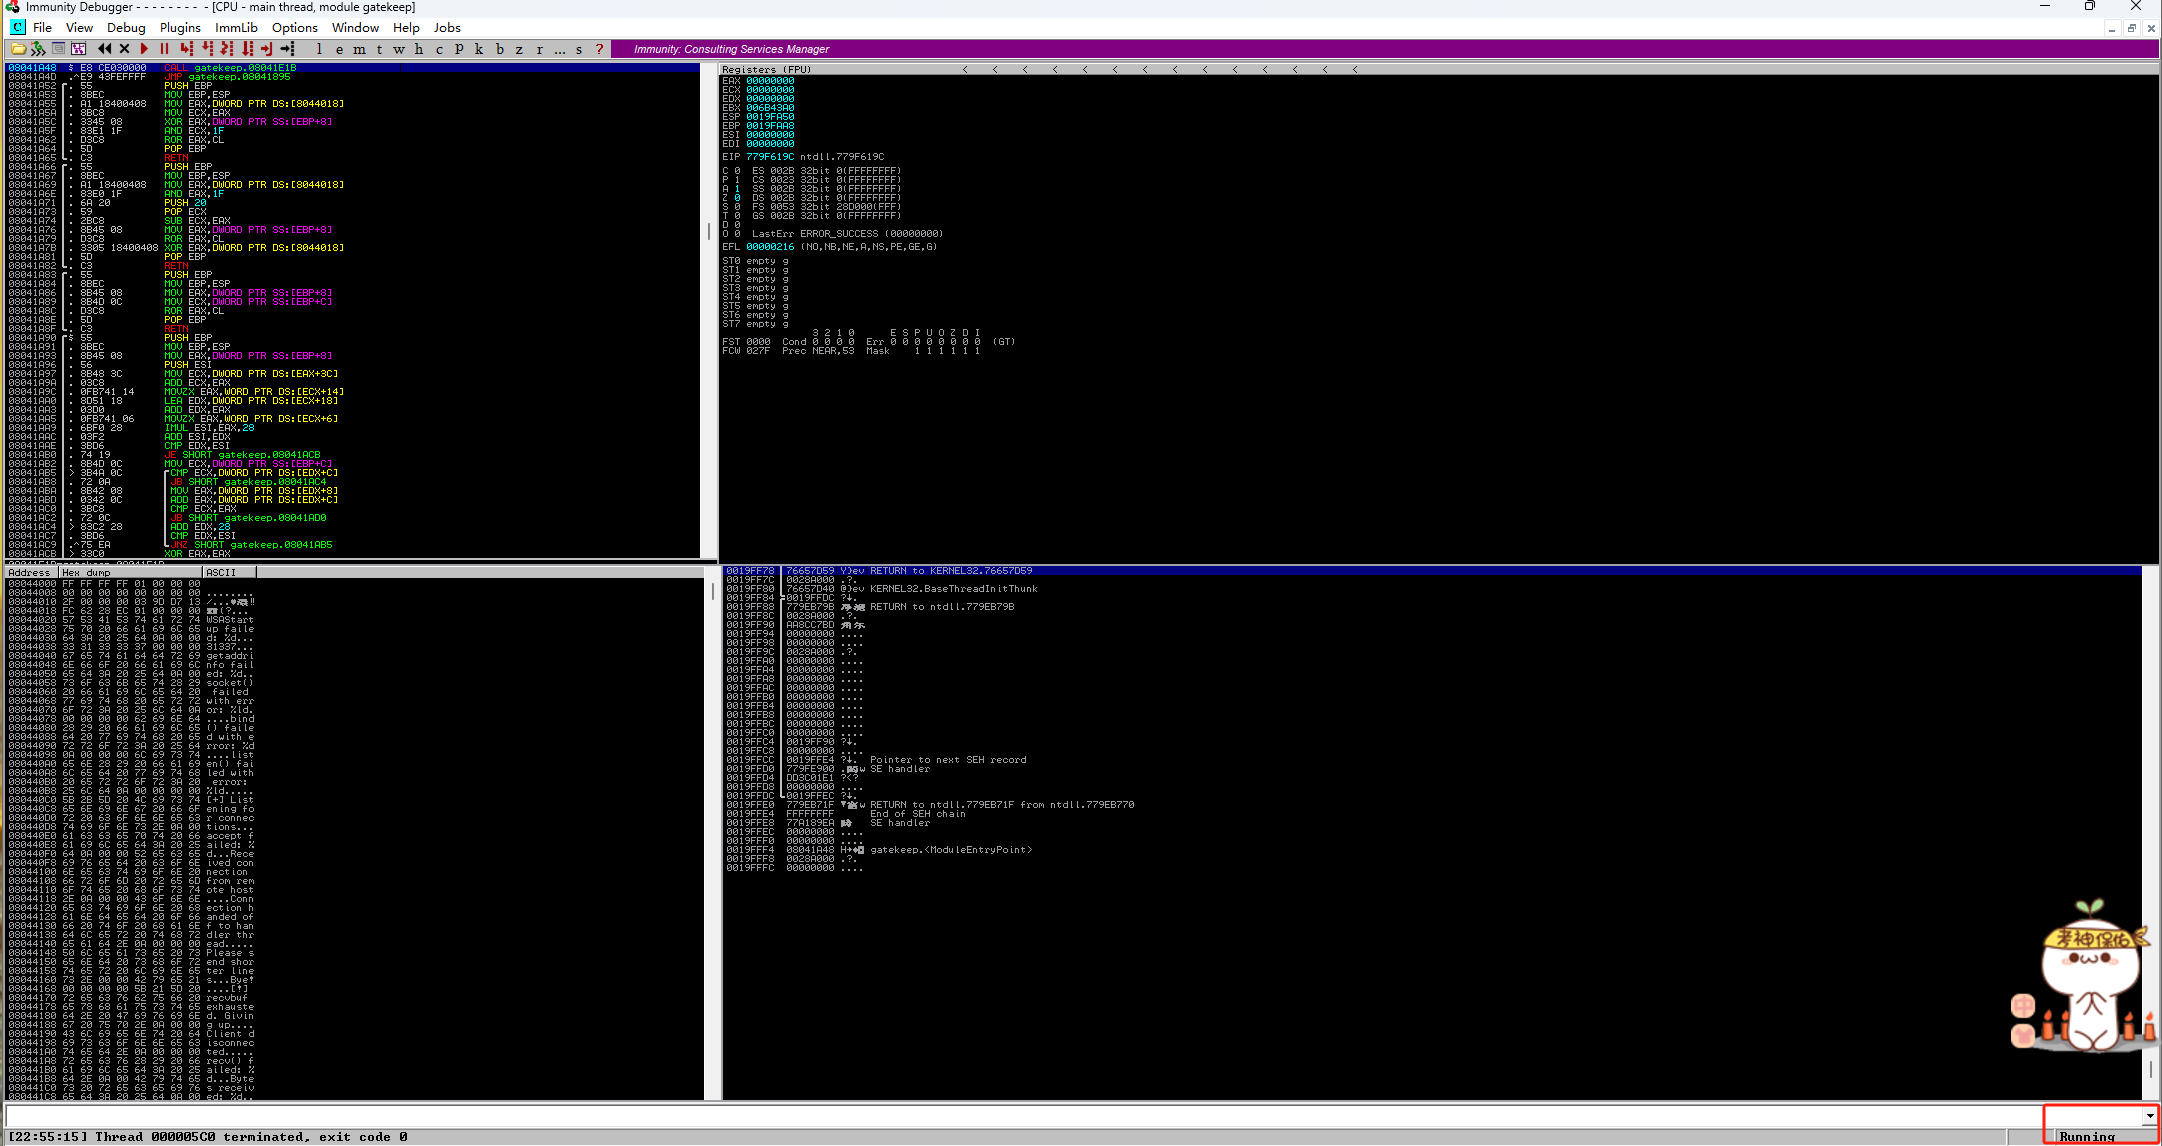 Immunity Debugger - - - - - - - - - [CPU - main thread, module gatekeep]
File View Debug Plugins ImmLib Options Window Help Jobs
l e m t w h c P k b z r ... s ?
Immunity: Consulting Services Manager
08041A48 $ E8 CE030000 CALL gatekeep.08041E1B
08041A4D .^E9 43FEFFFF JMP gatekeep.08041895
08041A52 . 55 PUSH EBP
08041A53 . 8BEC MOV EBP,ESP
08041A55 . A1 18400408 MOV EAX,DWORD PTR DS:[8044018]
08041A5A . 8BC8 MOV ECX,EAX
08041A5C . 3345 08 XOR EAX,DWORD PTR SS:[EBP+8]
08041A5F . 83E1 1F AND ECX,1F
08041A62 . D3C8 ROR EAX,CL
08041A64 . 5D POP EBP
08041A65 . C3 RETN
08041A66 . 55 PUSH EBP
08041A67 . 8BEC MOV EBP,ESP
08041A69 . A1 18400408 MOV EAX,DWORD PTR DS:[8044018]
08041A6E . 83E0 1F AND EAX,1F
08041A71 . 6A 20 PUSH 20
08041A73 . 59 POP ECX
08041A74 . 2BC8 SUB ECX,EAX
08041A76 . 8B45 08 MOV EAX,DWORD PTR SS:[EBP+8]
08041A79 . D3C8 ROR EAX,CL
08041A7B . 3305 18400408 XOR EAX,DWORD PTR DS:[8044018]
08041A81 . 5D POP EBP
08041A82 . C3 RETN
08041A83 . 55 PUSH EBP
08041A84 . 8BEC MOV EBP,ESP
08041A86 . 8B45 08 MOV EAX,DWORD PTR SS:[EBP+8]
08041A89 . 8B4D 0C MOV ECX,DWORD PTR SS:[EBP+C]
08041A8C . D3C8 ROR EAX,CL
08041A8E . 5D POP EBP
08041A8F . C3 RETN
08041A90 $ 55 PUSH EBP
08041A91 . 8BEC MOV EBP,ESP
08041A93 . 8B45 08 MOV EAX,DWORD PTR SS:[EBP+8]
08041A96 . 56 PUSH ESI
08041A97 . 8B48 3C MOV ECX,DWORD PTR DS:[EAX+3C]
08041A9A . 03C8 ADD ECX,EAX
08041A9C . 0FB741 14 MOVZX EAX,WORD PTR DS:[ECX+14]
08041AA0 . 8D51 18 LEA EDX,DWORD PTR DS:[ECX+18]
08041AA3 . 03D0 ADD EDX,EAX
08041AA5 . 0FB741 06 MOVZX EAX,WORD PTR DS:[ECX+6]
08041AA9 . 6BF0 28 IMUL ESI,EAX,28
08041AAC . 03F2 ADD ESI,EDX
08041AAE . 3BD6 CMP EDX,ESI
08041AB0 . 74 19 JE SHORT gatekeep.08041ACB
08041AB2 . 8B4D 0C MOV ECX,DWORD PTR SS:[EBP+C]
08041AB5 > 3B4A 0C CMP ECX,DWORD PTR DS:[EDX+C]
08041AB8 . 72 0A JB SHORT gatekeep.08041AC4
08041ABA . 8B42 08 MOV EAX,DWORD PTR DS:[EDX+8]
08041ABD . 0342 0C ADD EAX,DWORD PTR DS:[EDX+C]
08041AC0 . 3BC8 CMP ECX,EAX
08041AC2 . 72 0C JB SHORT gatekeep.08041AD0
08041AC4 > 83C2 28 ADD EDX,28
08041AC7 . 3BD6 CMP EDX,ESI
08041AC9 .^75 EA JNZ SHORT gatekeep.08041AB5
08041ACB > 33C0 XOR EAX,EAX
Registers (FPU) < < < < < < < < < < < < < <
EAX 00000000
ECX 00000000
EDX 00000000
EBX 006B43A0
ESP 0019FA50
EBP 0019FAA8
ESI 00000000
EDI 00000000
EIP 779F619C ntdll.779F619C
C 0 ES 002B 32bit 0(FFFFFFFF)
P 1 CS 0023 32bit 0(FFFFFFFF)
A 1 SS 002B 32bit 0(FFFFFFFF)
Z 0 DS 002B 32bit 0(FFFFFFFF)
S 0 FS 0053 32bit 28D000(FFF)
T 0 GS 002B 32bit 0(FFFFFFFF)
D 0
O 0 LastErr ERROR_SUCCESS (00000000)
EFL 00000216 (NO,NB,NE,A,NS,PE,GE,G)
ST0 empty g
ST1 empty g
ST2 empty g
ST3 empty g
ST4 empty g
ST5 empty g
ST6 empty g
ST7 empty g
3 2 1 0 E S P U O Z D I
FST 0000 Cond 0 0 0 0 Err 0 0 0 0 0 0 0 0 (GT)
FCW 027F Prec NEAR,53 Mask 1 1 1 1 1 1
Address Hex dump ASCII
08044000 FF FF FF FF 01 00 00 00
08044008 00 00 00 00 00 00 00 00 ........
08044010 2F 00 00 00 03 9D D7 13
08044018 FC 62 28 EC 01 00 00 00
08044020 57 53 41 53 74 61 72 74 WSAStart
08044028 75 70 20 66 61 69 6C 65 up faile
08044030 64 3A 20 25 64 0A 00 00 d: %d...
08044038 33 31 33 33 37 00 00 00 31337...
08044040 67 65 74 61 64 64 72 69 getaddri
08044048 6E 66 6F 20 66 61 69 6C nfo fail
08044050 65 64 3A 20 25 64 0A 00 ed: %d..
08044058 73 6F 63 6B 65 74 28 29 socket()
08044060 20 66 61 69 6C 65 64 20 failed
08044068 77 69 74 68 20 65 72 72 with err
08044070 6F 72 3A 20 25 6C 64 0A or: %ld.
08044078 00 00 00 00 62 69 6E 64 ....bind
08044080 28 29 20 66 61 69 6C 65 () faile
08044088 64 20 77 69 74 68 20 65 d with e
08044090 72 72 6F 72 3A 20 25 64 rror: %d
08044098 0A 00 00 00 6C 69 73 74 ....list
080440A0 65 6E 28 29 20 66 61 69 en() fai
080440A8 6C 65 64 20 77 69 74 68 led with
080440B0 20 65 72 72 6F 72 3A 20 error:
080440B8 25 6C 64 0A 00 00 00 00 %ld.....
080440C0 5B 2B 5D 20 4C 69 73 74 [+] List
080440C8 65 6E 69 6E 67 20 66 6F ening fo
080440D0 72 20 63 6F 6E 6E 65 63 r connec
080440D8 74 69 6F 6E 73 2E 0A 00 tions...
080440E0 61 63 63 65 70 74 20 66 accept f
080440E8 61 69 6C 65 64 3A 20 25 ailed: %
080440F0 64 0A 00 00 52 65 63 65 d...Rece
080440F8 69 76 65 64 20 63 6F 6E ived con
08044100 6E 65 63 74 69 6F 6E 20 nection
08044108 66 72 6F 6D 20 72 65 6D from rem
08044110 6F 74 65 20 68 6F 73 74 ote host
08044118 2E 0A 00 00 43 6F 6E 6E ....Conn
08044120 65 63 74 69 6F 6E 20 68 ection h
08044128 61 6E 64 65 64 20 6F 66 anded of
08044130 66 20 74 6F 20 68 61 6E f to han
08044138 64 6C 65 72 20 74 68 72 dler thr
08044140 65 61 64 2E 0A 00 00 00 ead.....
08044148 50 6C 65 61 73 65 20 73 Please s
08044150 65 6E 64 20 73 68 6F 72 end shor
08044158 74 65 72 20 6C 69 6E 65 ter line
08044160 73 2E 00 00 42 79 65 21 s...Bye!
08044168 00 00 00 00 5B 21 5D 20 ....[!]
08044170 72 65 63 76 62 75 66 20 recvbuf
08044178 65 78 68 61 75 73 74 65 exhauste
08044180 64 2E 20 47 69 76 69 6E d. Givin
08044188 67 20 75 70 2E 0A 00 00 g up....
08044190 43 6C 69 65 6E 74 20 64 Client d
08044198 69 73 63 6F 6E 6E 65 63 isconnec
080441A0 74 65 64 2E 0A 00 00 00 ted.....
080441A8 72 65 63 76 28 29 20 66 recv() f
080441B0 61 69 6C 65 64 3A 20 25 ailed: %
080441B8 64 2E 0A 00 42 79 74 65 d...Byte
080441C0 73 20 72 65 63 65 69 76 s receiv
080441C8 65 64 3A 20 25 64 0A 00 ed: %d..
0019FF78 76657D59 Y}ev RETURN to KERNEL32.76657D59
0019FF7C 0028A000 .?.
0019FF80 76657D40 @}ev KERNEL32.BaseThreadInitThunk
0019FF84 0019FFDC ?↓.
0019FF88 779EB79B RETURN to ntdll.779EB79B
0019FF8C 0028A000 .?.
0019FF90 AA8CC7BD
0019FF94 00000000 ....
0019FF98 00000000 ....
0019FF9C 0028A000 .?.
0019FFA0 00000000 ....
0019FFA4 00000000 ....
0019FFA8 00000000 ....
0019FFAC 00000000 ....
0019FFB0 00000000 ....
0019FFB4 00000000 ....
0019FFB8 00000000 ....
0019FFBC 00000000 ....
0019FFC0 00000000 ....
0019FFC4 0019FF90 ?↓.
0019FFC8 00000000 ....
0019FFCC 0019FFE4 ?↓. Pointer to next SEH record
0019FFD0 779FE900 SE handler
0019FFD4 DD3C01E1 ?<?
0019FFD8 00000000 ....
0019FFDC 0019FFEC ?↓.
0019FFE0 779EB71F RETURN to ntdll.779EB71F from ntdll.779EB770
0019FFE4 FFFFFFFF End of SEH chain
0019FFE8 77A189EA SE handler
0019FFEC 00000000 ....
0019FFF0 00000000 ....
0019FFF4 08041A48 gatekeep.<ModuleEntryPoint>
0019FFF8 0028A000 .?.
0019FFFC 00000000 ....
考神保佑
中
[22:55:15] Thread 000005C0 terminated, exit code 0
Running